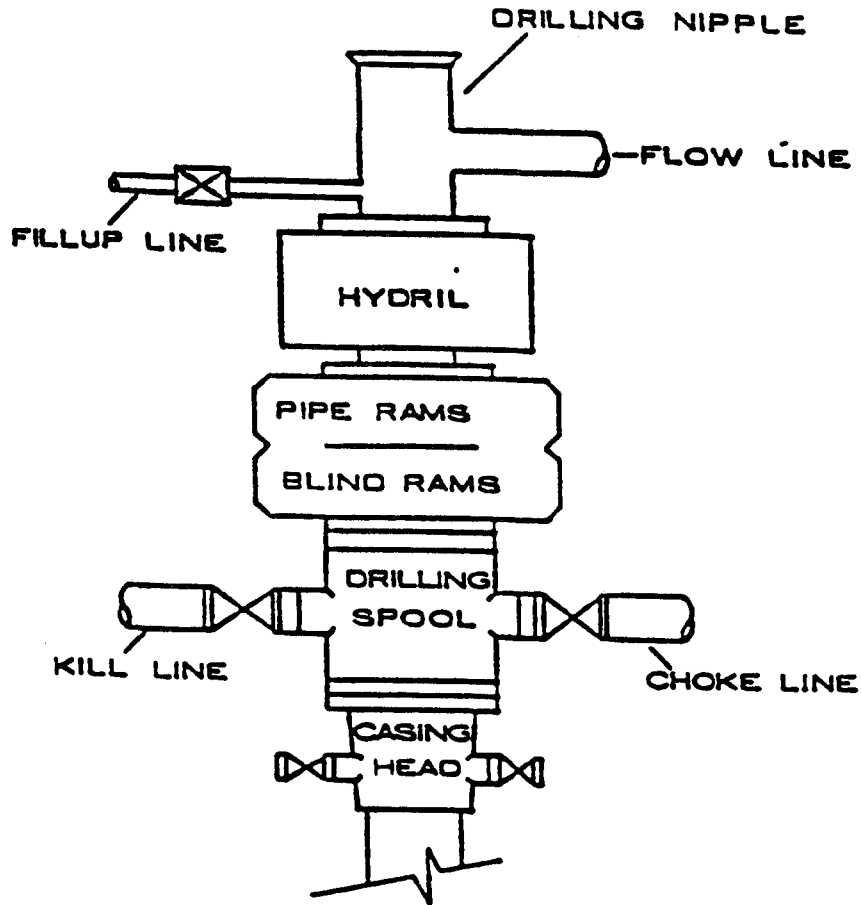 DRILLING NIPPLE
FLOW LINE
FILLUP LINE
HYDRIL
PIPE RAMS
BLIND RAMS
DRILLING
SPOOL
KILL LINE
CHOKE LINE
CASING
HEAD